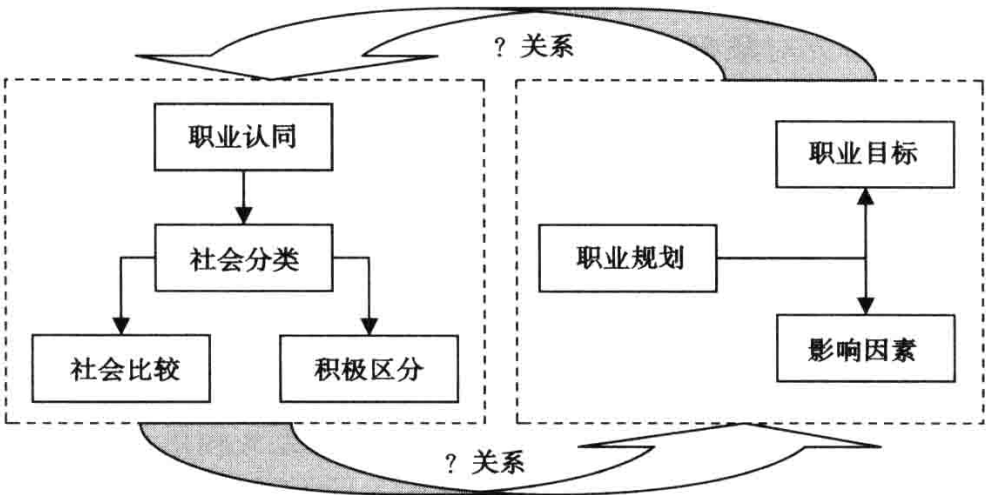 ? 关系
职业认同
职业目标
社会分类
职业规划
社会比较
积极区分
影响因素
? 关系